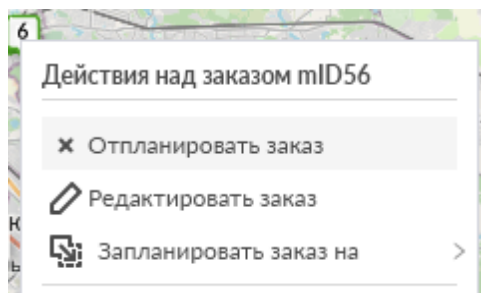 6
Действия над заказом mID56
Отпланировать заказ
Редактировать заказ
Запланировать заказ на